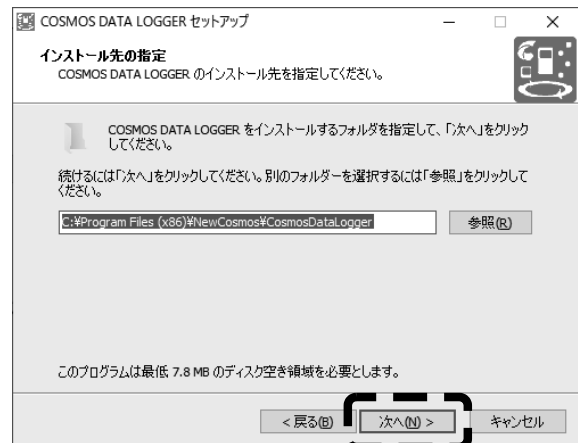 COSMOS DATA LOGGER セットアップ
インストール先の指定
COSMOS DATA LOGGER のインストール先を指定してください。
COSMOS DATA LOGGER をインストールするフォルダを指定して、「次へ」をクリック
してください。
続けるには「次へ」をクリックしてください。別のフォルダーを選択するには「参照」をクリックして
ください。
C:¥Program Files (x86)¥NewCosmos¥CosmosDataLogger
参照(R)
このプログラムは最低 7.8 MB のディスク空き領域を必要とします。
< 戻る(B)
次へ(N) >
キャンセル